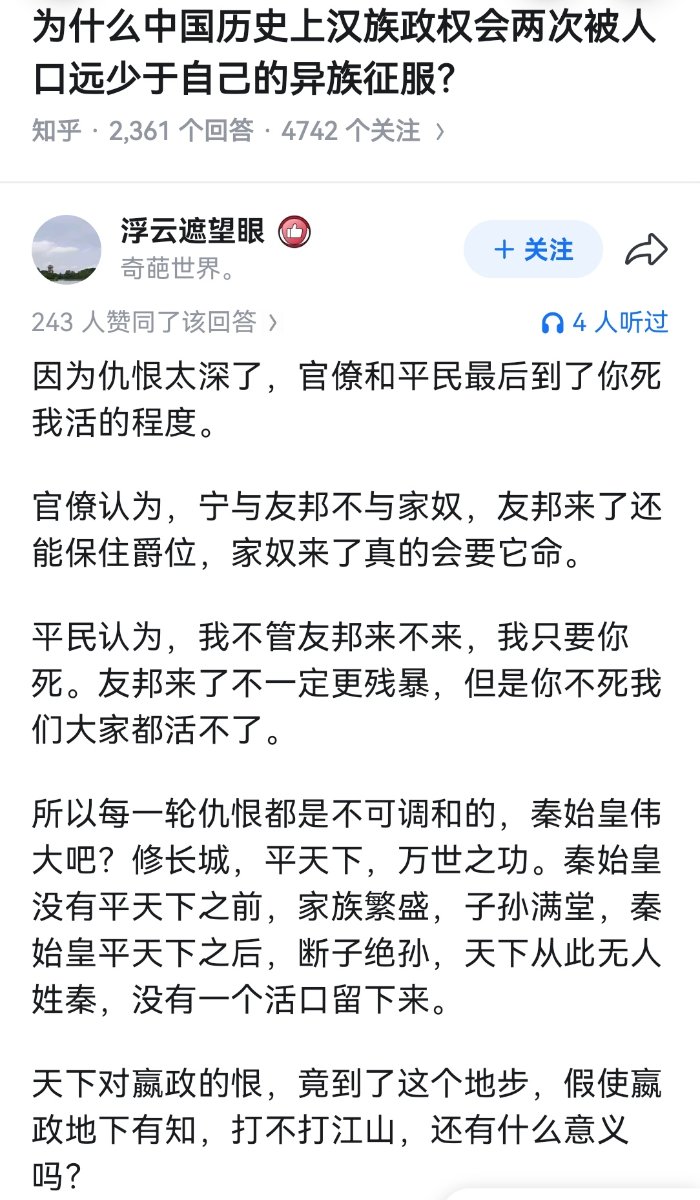 为什么中国历史上汉族政权会两次被人
口远少于自己的异族征服？
知乎 · 2,361 个回答 · 4742 个关注 >
浮云遮望眼
奇葩世界。
+ 关注
243 人赞同了该回答 >
4 人听过
因为仇恨太深了，官僚和平民最后到了你死
我活的程度。
官僚认为，宁与友邦不与家奴，友邦来了还
能保住爵位，家奴来了真的会要它命。
平民认为，我不管友邦来不来，我只要你
死。友邦来了不一定更残暴，但是你不死我
们大家都活不了。
所以每一轮仇恨都是不可调和的，秦始皇伟
大吧？修长城，平天下，万世之功。秦始皇
没有平天下之前，家族繁盛，子孙满堂，秦
始皇平天下之后，断子绝孙，天下从此无人
姓秦，没有一个活口留下来。
天下对嬴政的恨，竟到了这个地步，假使嬴
政地下有知，打不打江山，还有什么意义
吗？